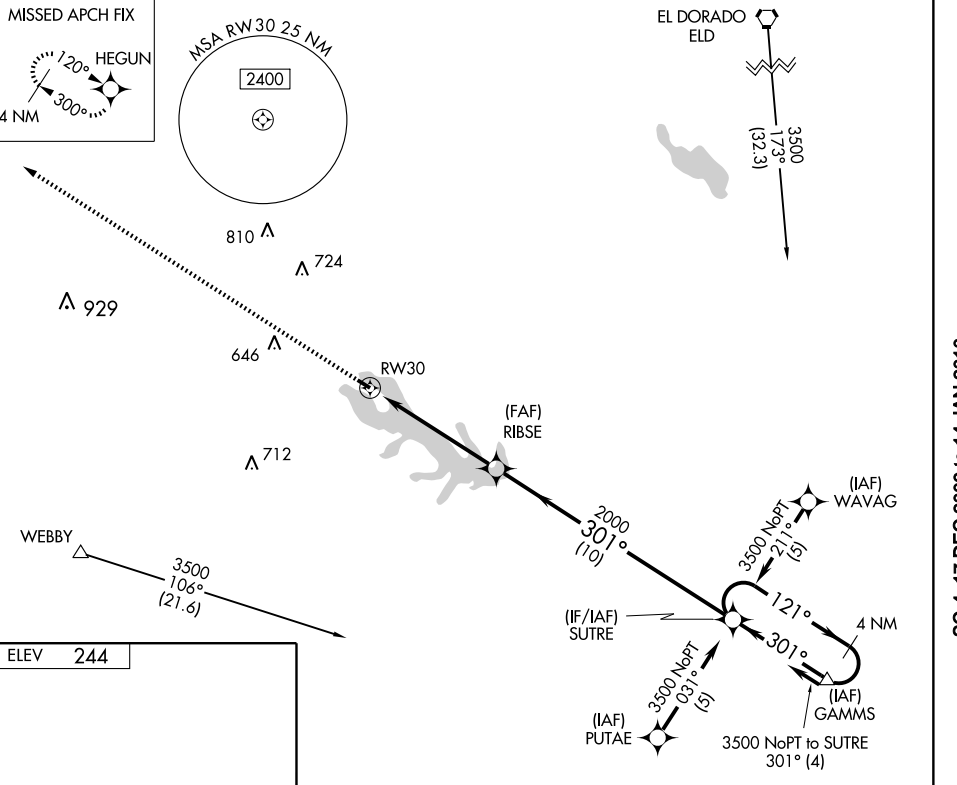 MISSED APCH FIX
HEGUN
120°
300°
4 NM
MSA RW30 25 NM
2400
EL DORADO
ELD
3500
173°
(32.3)
810
724
929
646
RW30
(FAF)
RIBSE
712
(IAF)
WAVAG
WEBBY
3500
106°
(21.6)
2000
301°
(10)
3500 NoPT
211°
(5)
121°
4 NM
(IF/IAF)
SUTRE
301°
3500 NoPT
031°
(5)
(IAF)
GAMMS
(IAF)
PUTAE
3500 NoPT to SUTRE
301° (4)
ELEV 244